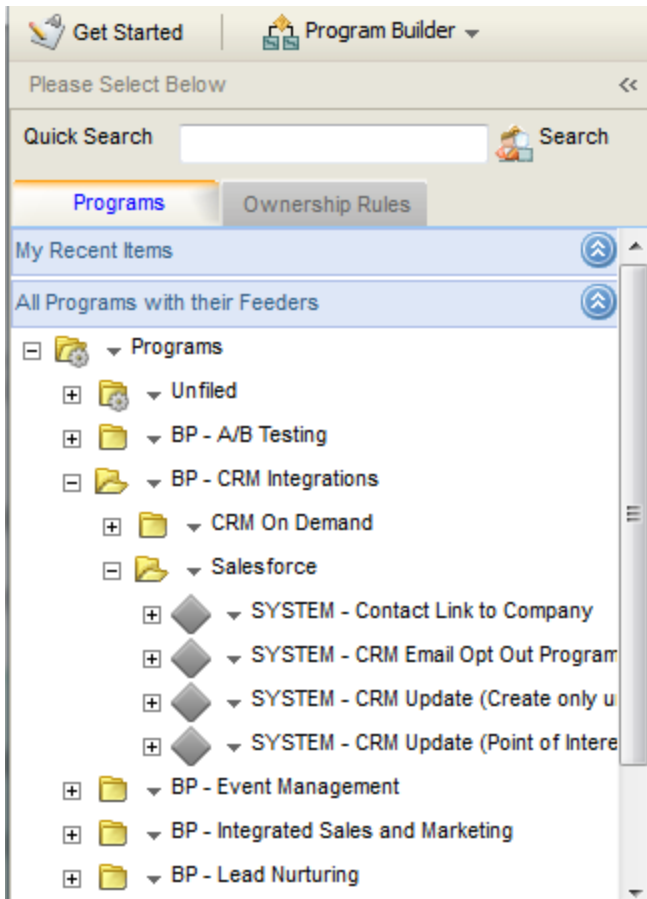 Get Started Program Builder
Please Select Below
Quick Search Search
Programs Ownership Rules
My Recent Items
All Programs with their Feeders
Programs
Unfiled
BP - A/B Testing
BP - CRM Integrations
CRM On Demand
Salesforce
SYSTEM - Contact Link to Company
SYSTEM - CRM Email Opt Out Program
SYSTEM - CRM Update (Create only
SYSTEM - CRM Update (Point of
BP - Event Management
BP - Integrated Sales and Marketing
BP - Lead Nurturing